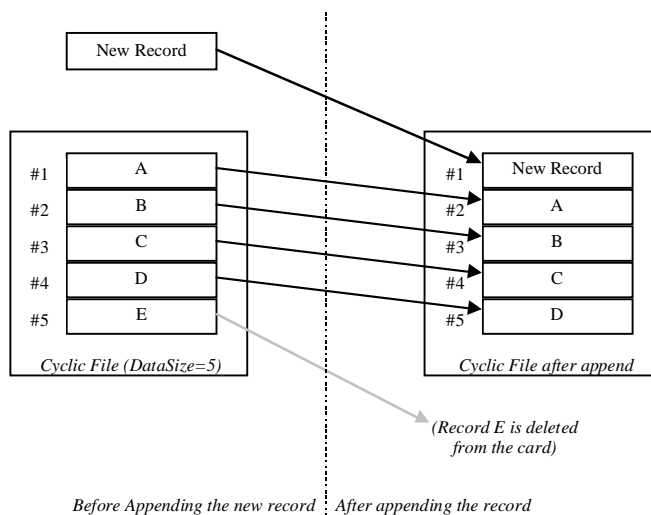 New Record
#1 A
#2 B
#3 C
#4 D
#5 E
Cyclic File (DataSize=5)
#1 New Record
#2 A
#3 B
#4 C
#5 D
Cyclic File after append
(Record E is deleted
from the card)
Before Appending the new record
After appending the record